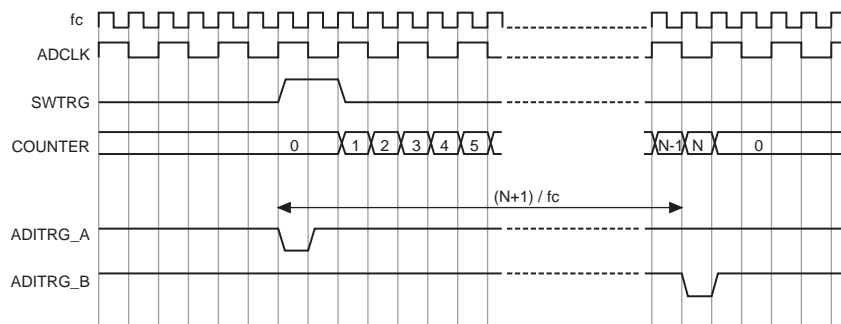 fc
ADCLK
SWTRG
COUNTER 0 1 2 3 4 5 N-1 N 0
(N+1) / fc
ADITRG_A
ADITRG_B